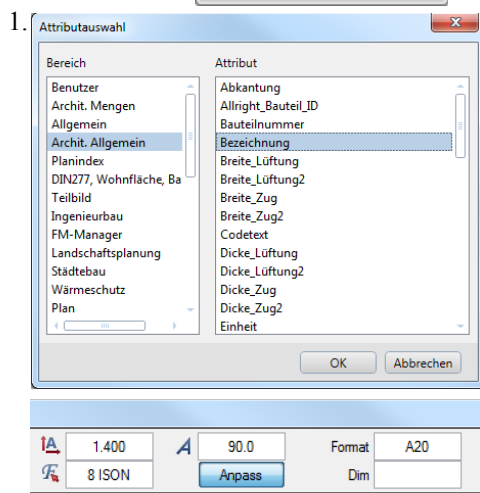 1.
Attributauswahl
Bereich Attribut
Benutzer Abkantung
Archit. Mengen Allright_Bauteil_ID
Allgemein Bauteilnummer
Archit. Allgemein Bezeichnung
Planindex Breite_Lüftung
DIN277, Wohnfläche, Ba Breite_Lüftung2
Teilbild Breite_Zug
Ingenieurbau Breite_Zug2
FM-Manager Codetext
Landschaftsplanung Dicke_Lüftung
Städtebau Dicke_Lüftung2
Wärmeschutz Dicke_Zug
Plan Dicke_Zug2
Einheit
OK Abbrechen
A 1.400 A 90.0 Format A20
F 8 ISON Anpass Dim